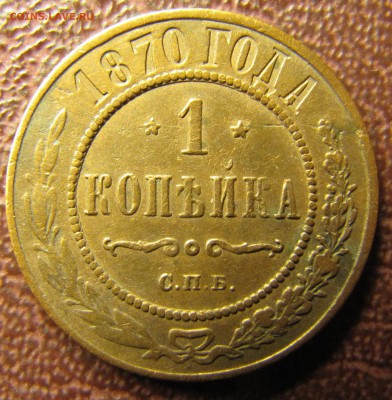 COINS.LAVE.RU
1870 ГОДА
1
КОПѢЙКА
С.П.Б.